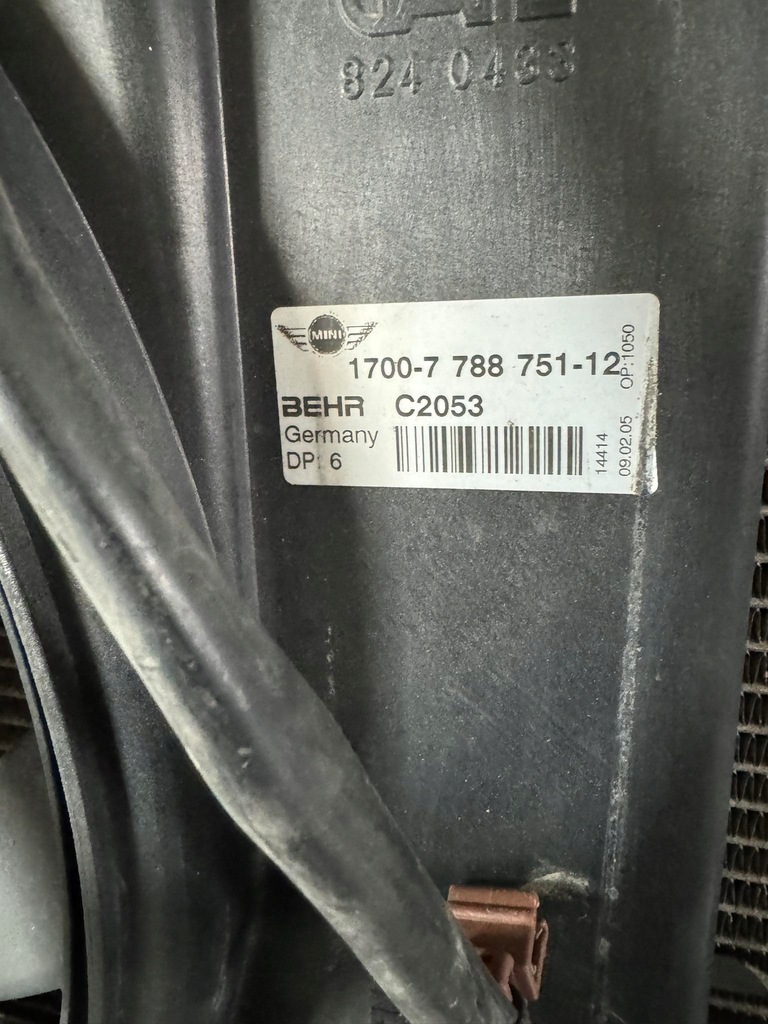 824 0433
MINI
1700-7 788 751-12
BEHR C2053
Germany
DP: 6
14414
09.02.05 OP:1050